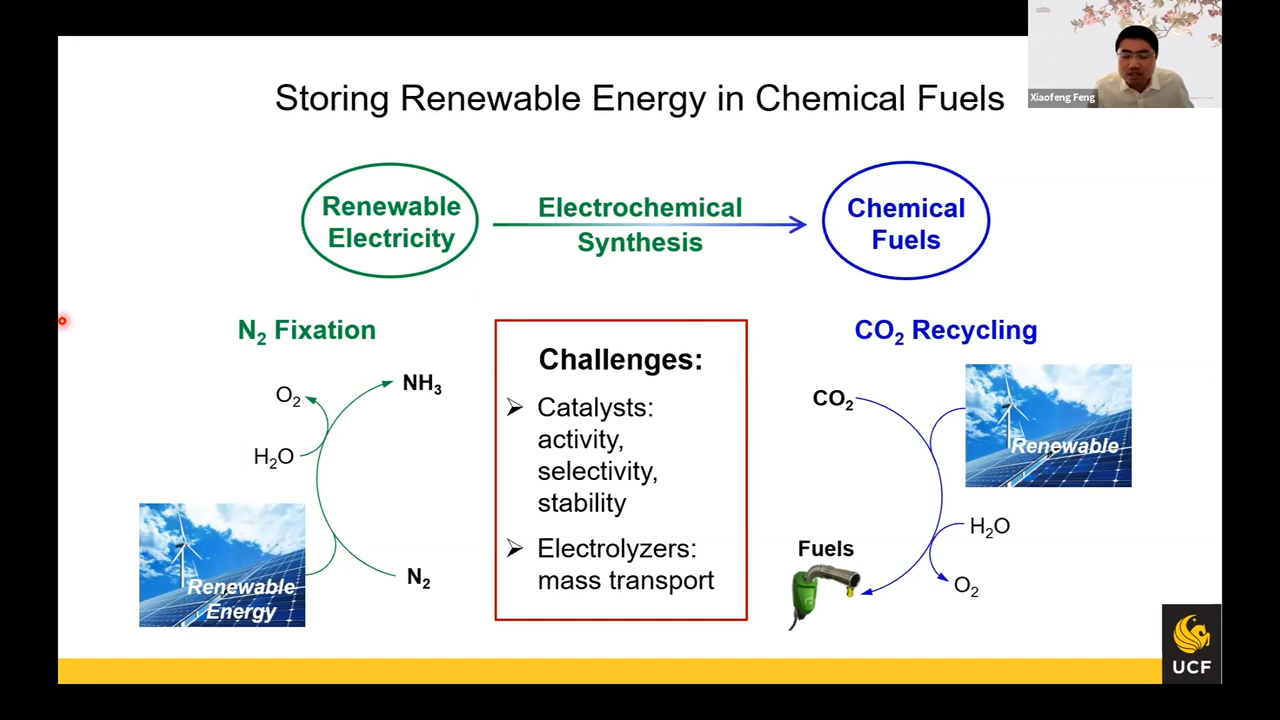 Storing Renewable Energy in Chemical Fuels
Xiaofeng Feng
Renewable
Electricity
Electrochemical
Synthesis
Chemical
Fuels
N₂ Fixation
O₂
NH₃
H₂O
Renewable
Energy
N₂
Challenges:
➢ Catalysts:
activity,
selectivity,
stability
➢ Electrolyzers:
mass transport
CO₂ Recycling
CO₂
Renewable
H₂O
Fuels
O₂
UCF